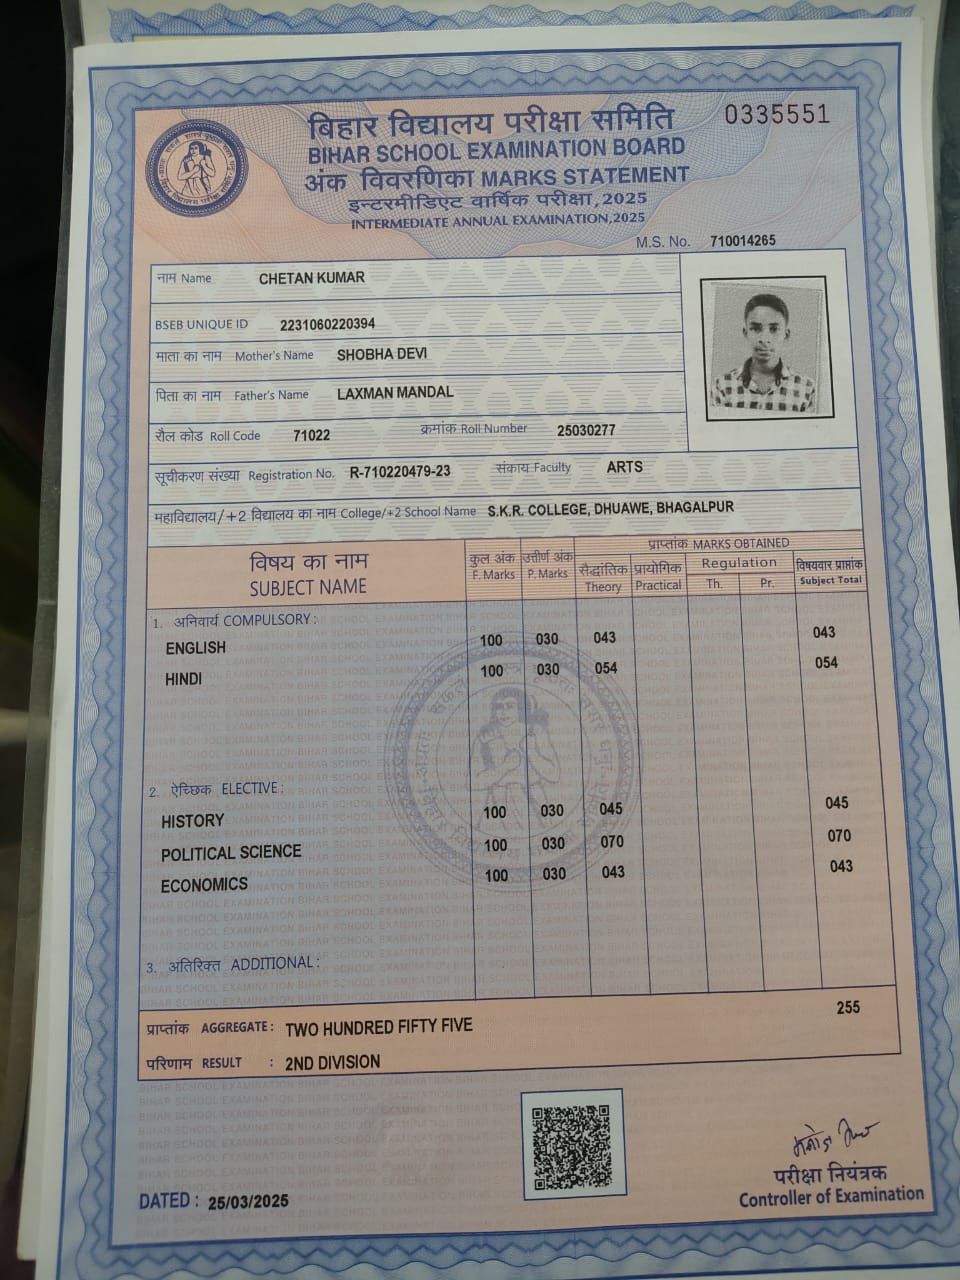 बिहार विद्यालय परीक्षा समिति
0335551
BIHAR SCHOOL EXAMINATION BOARD
अंक विवरणिका MARKS STATEMENT
इन्टरमीडिएट वार्षिक परीक्षा,2025
INTERMEDIATE ANNUAL EXAMINATION,2025
M.S. No. 710014265
नाम Name CHETAN KUMAR
BSEB UNIQUE ID 2231060220394
माता का नाम Mother's Name SHOBHA DEVI
पिता का नाम Father's Name LAXMAN MANDAL
रौल कोड Roll Code 71022 क्रमांक Roll Number 25030277
सूचीकरण संख्या Registration No. R-710220479-23 संकाय Faculty ARTS
महाविद्यालय/+2 विद्यालय का नाम College/+2 School Name S.K.R. COLLEGE, DHUAWE, BHAGALPUR
विषय का नाम SUBJECT NAME
कुल अंक F. Marks
उत्तीर्ण अंक P. Marks
प्राप्तांक MARKS OBTAINED
सैद्धांतिक Theory
प्रायोगिक Practical
Regulation
Th. Pr.
विषयवार प्राप्तांक Subject Total
1. अनिवार्य COMPULSORY :
ENGLISH 100 030 043 043
HINDI 100 030 054 054
2. ऐच्छिक ELECTIVE :
HISTORY 100 030 045 045
POLITICAL SCIENCE 100 030 070 070
ECONOMICS 100 030 043 043
3. अतिरिक्त ADDITIONAL :
प्राप्तांक AGGREGATE : TWO HUNDRED FIFTY FIVE 255
परिणाम RESULT : 2ND DIVISION
DATED : 25/03/2025
परीक्षा नियंत्रक
Controller of Examination